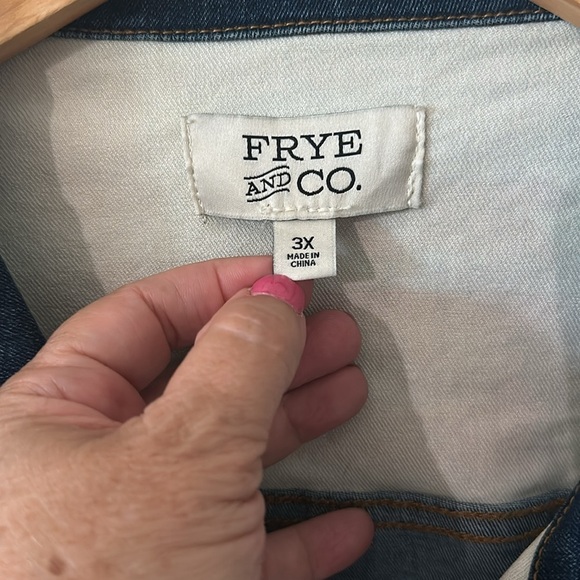 FRYE
AND CO.
3X
MADE IN
CHINA